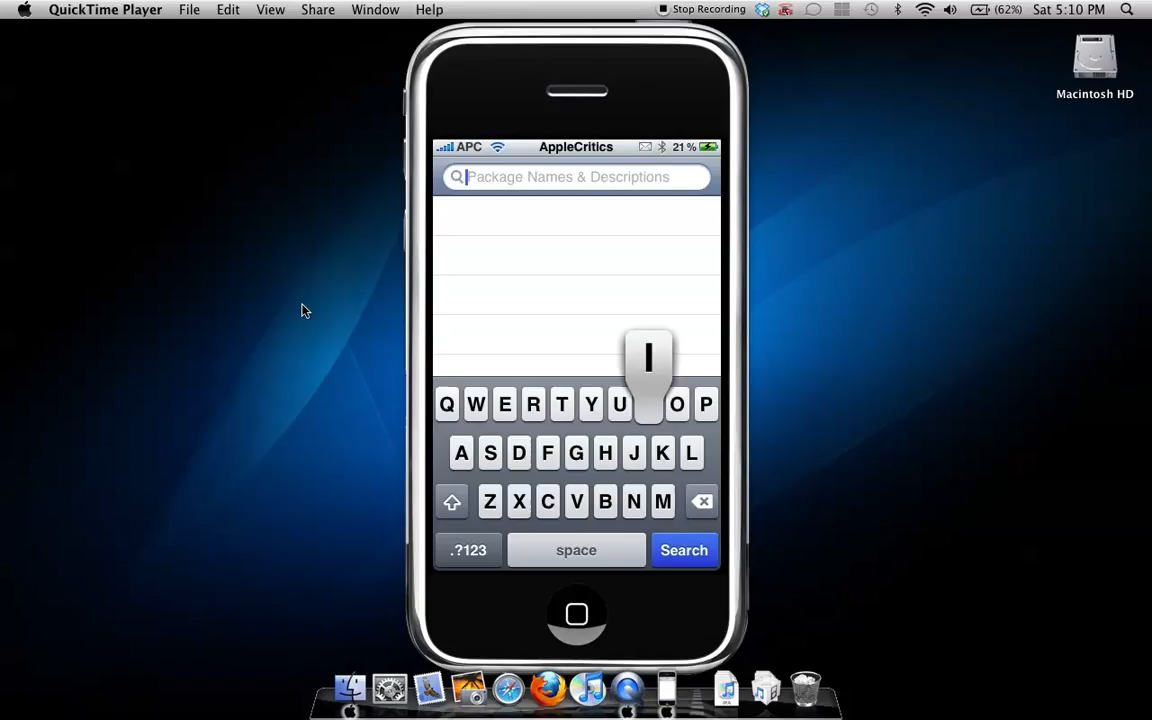 QuickTime Player File Edit View Share Window Help Stop Recording (62%) Sat 5:10 PM
Macintosh HD
APC AppleCritics 21%
Package Names & Descriptions
I
Q W E R T Y U O P
A S D F G H J K L
Z X C V B N M
.?123 space Search